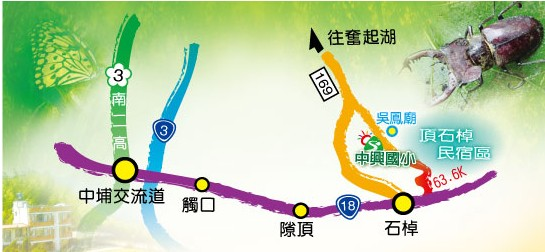 往奮起湖
3
169
南二高
3
吳鳳廟
中興國小
頂石棹
民宿區
63.6K
中埔交流道
觸口
隙頂
18
石棹